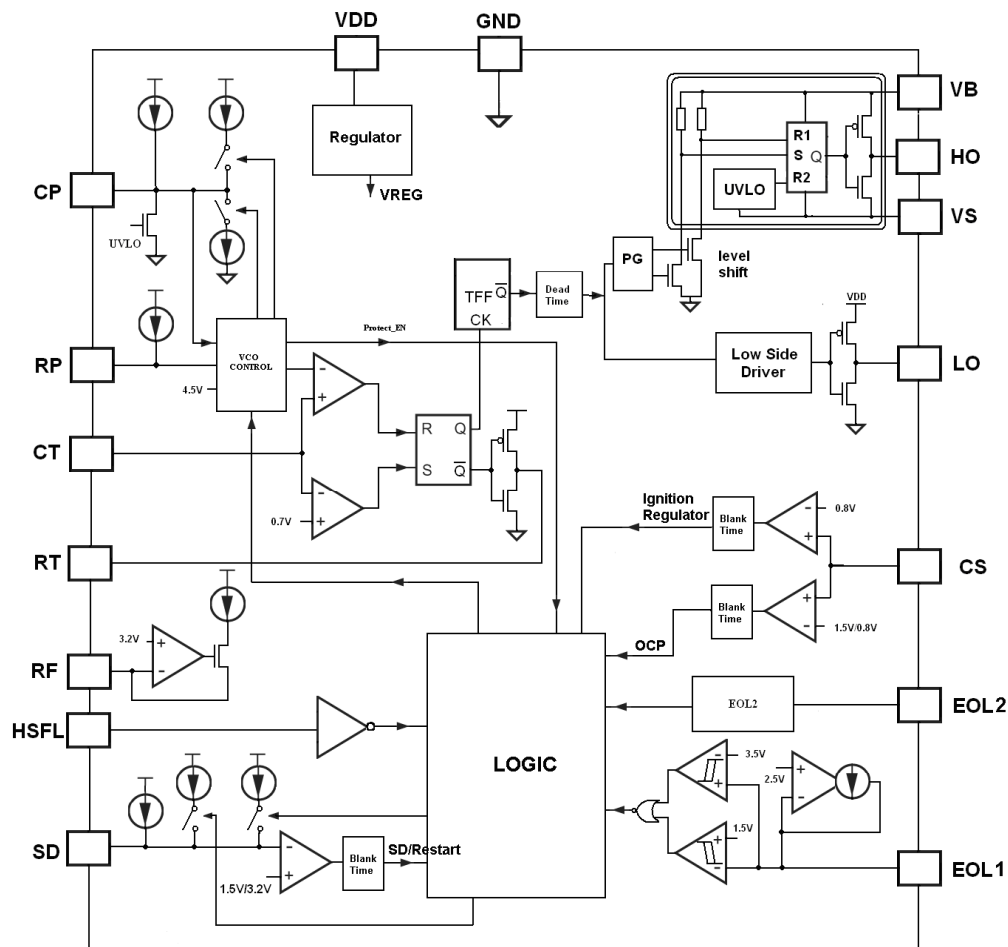 VDD
GND
VB
HO
VS
Regulator
VREG
R1
S
Q
R2
UVLO
CP
UVLO
PG
level
shift
TFF
Q
CK
Dead
Time
VDD
RP
VCO
CONTROL
4.5V
Protect_EN
-
+
Low Side
Driver
LO
CT
-
+
0.7V
R
Q
S
Q
Ignition
Regulator
Blank
Time
-
0.8V
+
RT
CS
Blank
Time
+
-
1.5V/0.8V
OCP
3.2V
+
-
RF
HSFL
LOGIC
EOL2
EOL2
-
3.5V
+
2.5V
+
-
1.5V
+
-
SD
-
+
1.5V/3.2V
Blank
Time
SD/Restart
EOL1